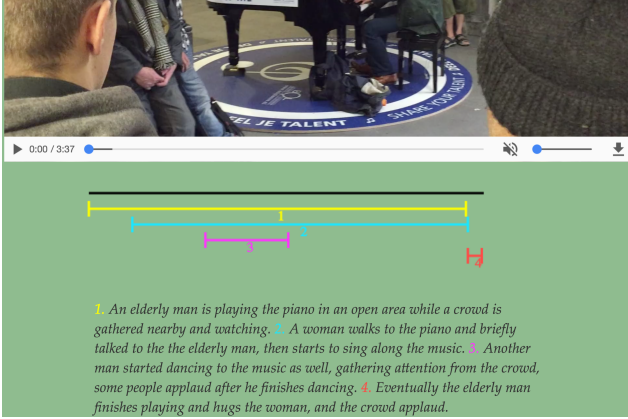 DEEL JE TALENT
SHARE YOUR TALENT
0:00 / 3:37
1
2
3
4
1. An elderly man is playing the piano in an open area while a crowd is
gathered nearby and watching. 2. A woman walks to the piano and briefly
talked to the the elderly man, then starts to sing along the music. 3. Another
man started dancing to the music as well, gathering attention from the crowd,
some people applaud after he finishes dancing. 4. Eventually the elderly man
finishes playing and hugs the woman, and the crowd applaud.